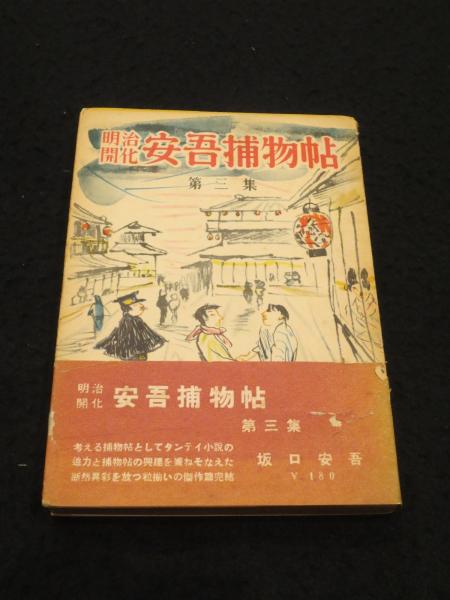 明治
開化
安吾捕物帖
第三集
明治
開化
安吾捕物帖
第三集
考える捕物帖としてタンテイ小説の
迫力と捕物帖の興趣を兼ねそなえた
断然異彩を放つ粒揃いの傑作篇完結
坂口安吾
¥180